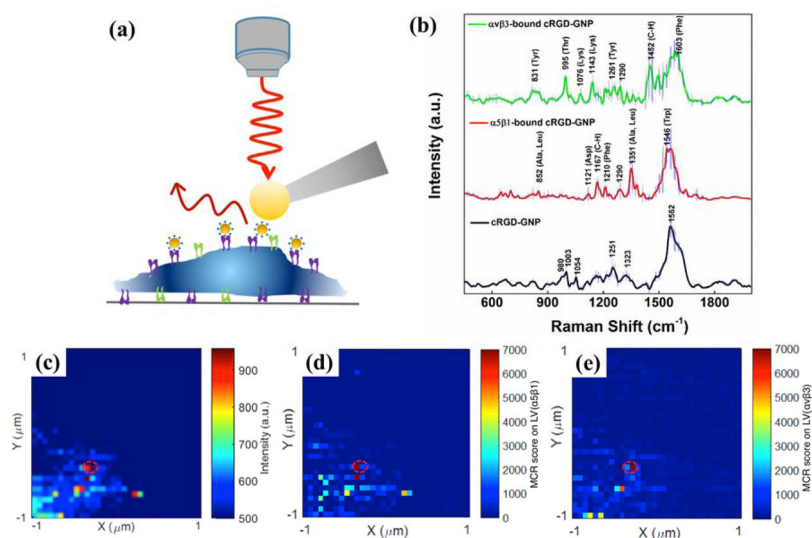 (a)
(b)
αvβ3-bound cRGD-GNP
831 (Tyr)
995 (Thr)
1076 (Lys)
1143 (Lys)
1261 (Tyr)
1290
1452 (C-H)
1603 (Phe)
α5β1-bound cRGD-GNP
852 (Ala, Leu)
1121 (Asp)
1167 (C-H)
1210 (Phe)
1290
1351 (Ala, Leu)
1546 (Trp)
cRGD-GNP
980
1003
1054
1251
1323
1562
Intensity (a.u.)
600 900 1200 1500 1800
Raman Shift (cm-1)
(c)
1
Y (μm)
-1
-1 X (μm) 1
900
800
700
600
500
Intensity (a.u.)
(d)
1
Y (μm)
-1
-1 X (μm) 1
7000
6000
5000
4000
3000
2000
1000
0
MCR score on LV(α5β1)
(e)
1
Y (μm)
-1
-1 X (μm) 1
7000
6000
5000
4000
3000
2000
1000
0
MCR score on LV(αvβ3)